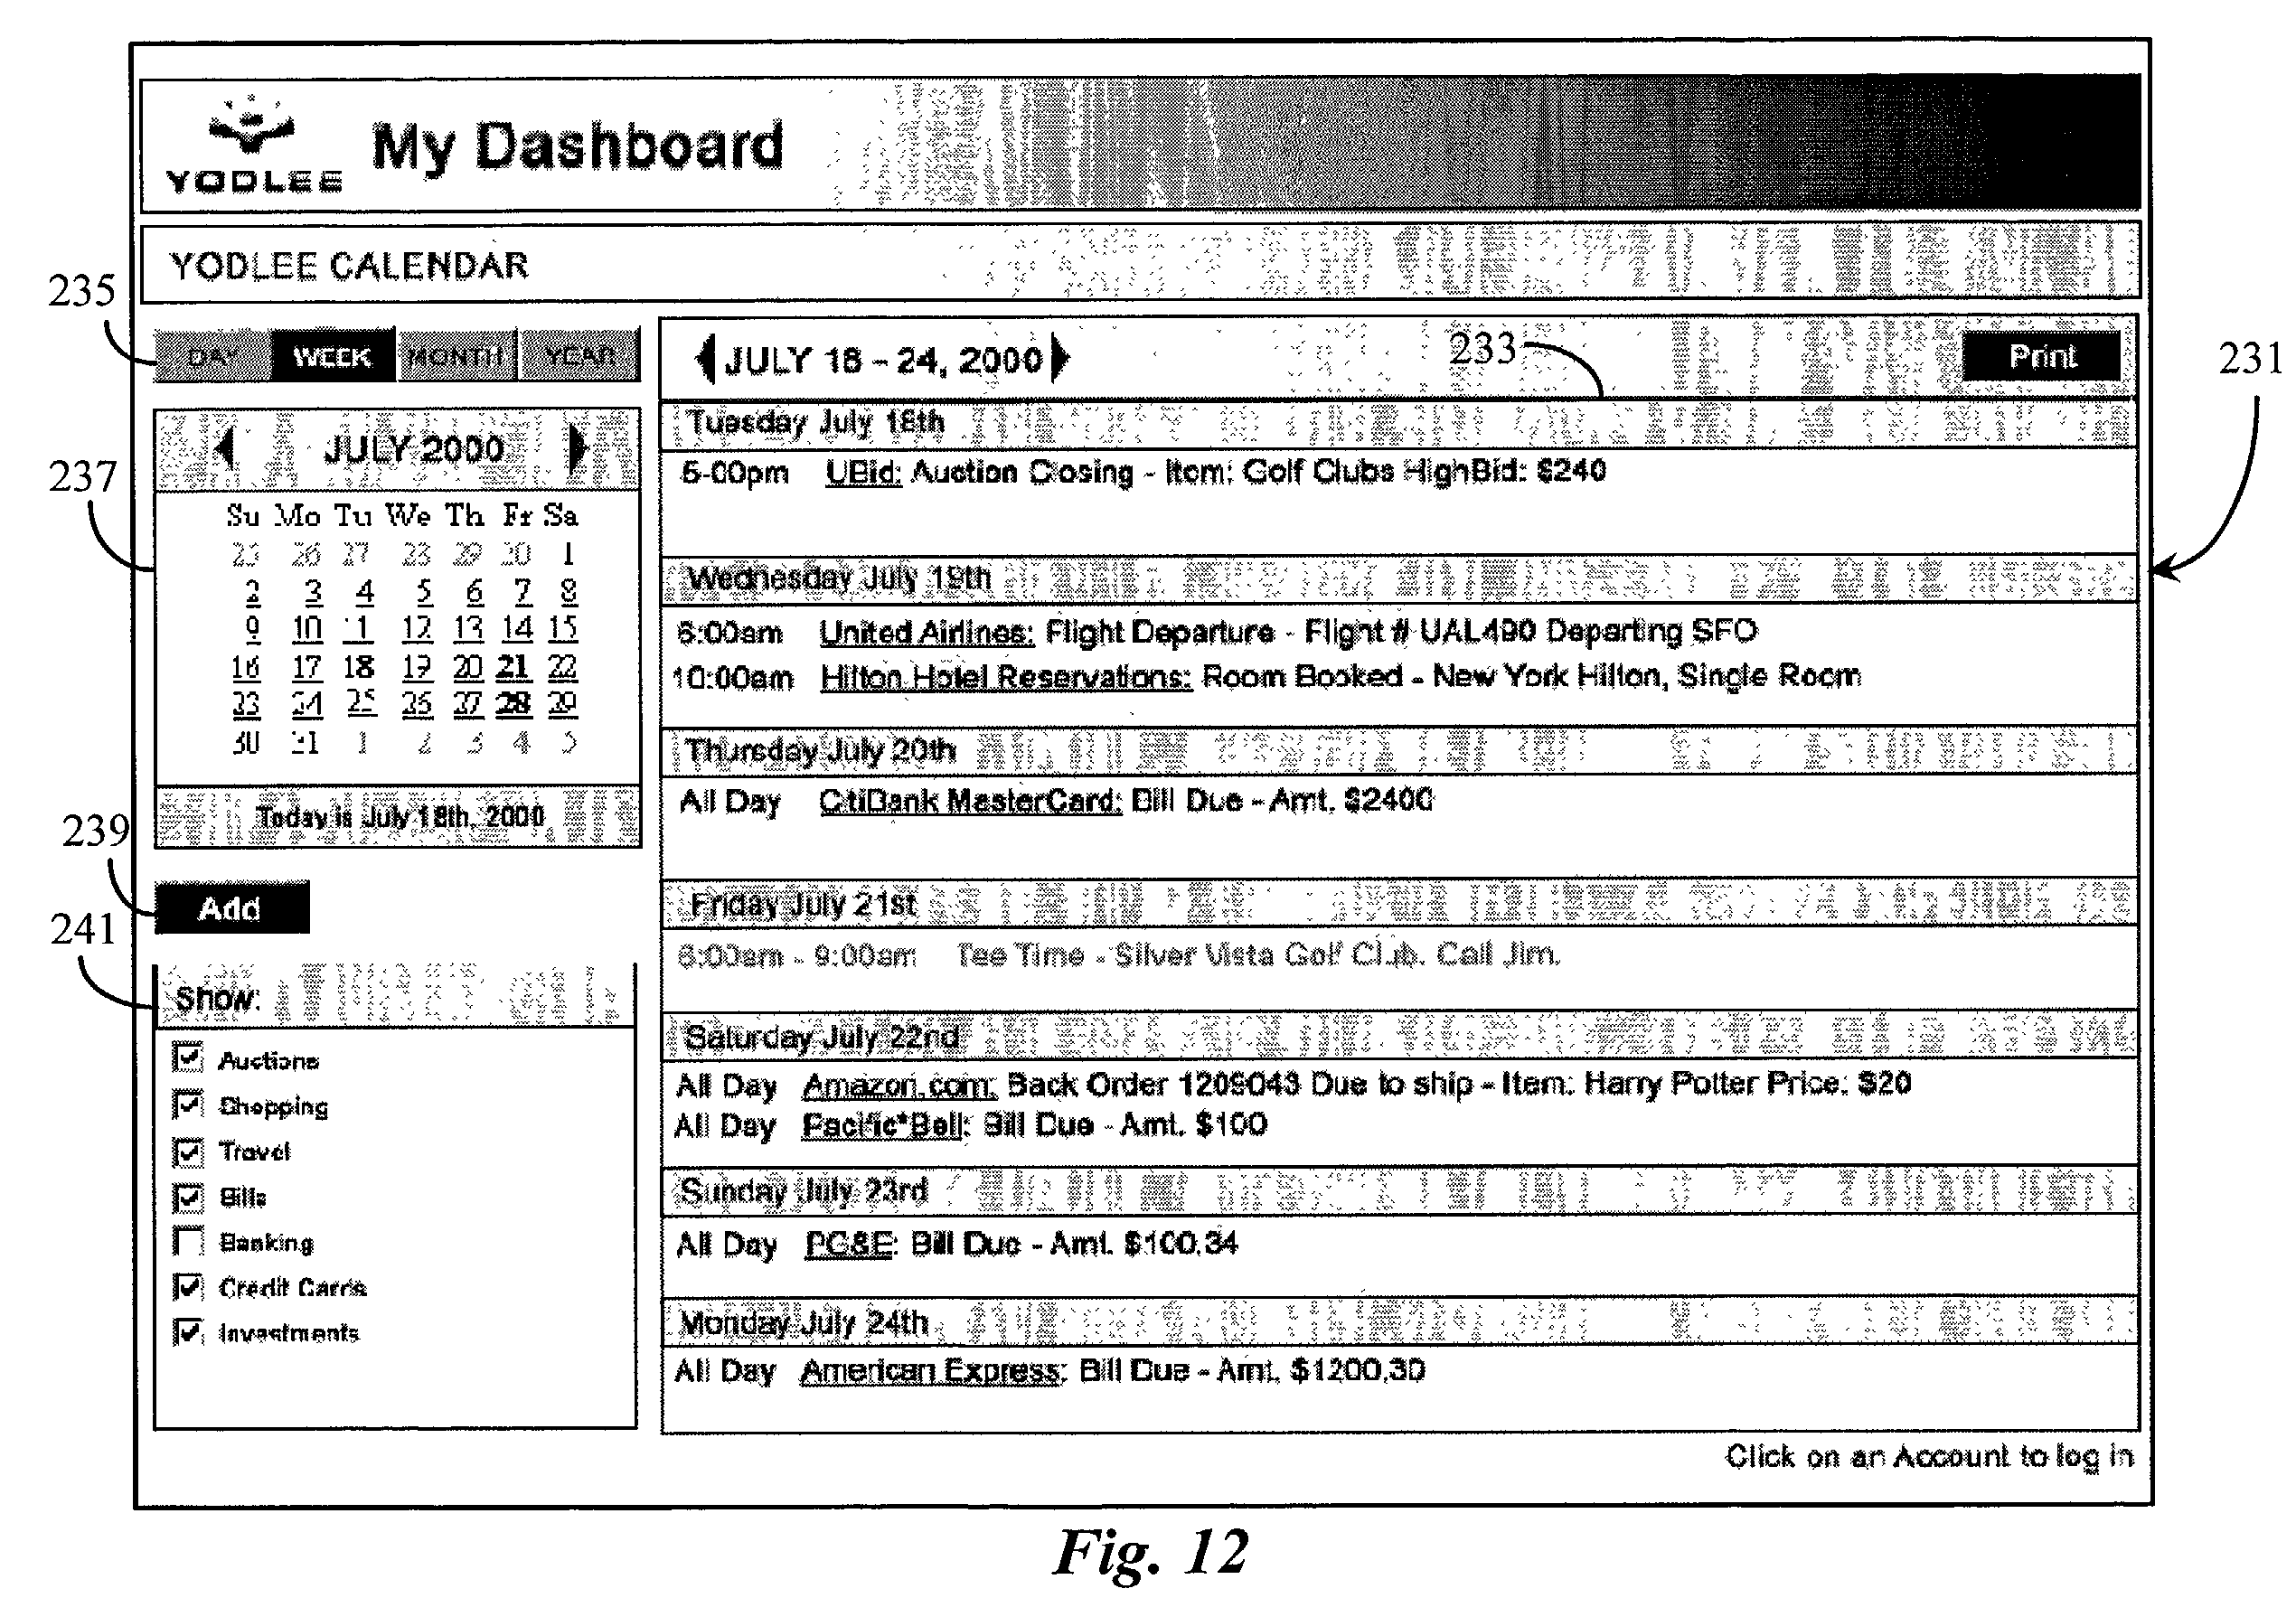 YODLEE My Dashboard
YODLEE CALENDAR
235
DAY WEEK MONTH YEAR
JULY 18 - 24, 2000
233
Print
231
237
JULY 2000
Su Mo Tu We Th Fr Sa
25 26 27 28 29 30 1
2 3 4 5 6 7 8
9 10 11 12 13 14 15
16 17 18 19 20 21 22
23 24 25 26 27 28 29
30 31 1 2 3 4 5
Today is July 18th, 2000
239
Add
241
Show:
Auctions
Shopping
Travel
Bills
Banking
Credit Cards
Investments
Tuesday July 18th
5-00pm UBid: Auction Closing - Item: Golf Clubs HighBid: $240
Wednesday July 19th
6:00am United Airlines: Flight Departure - Flight # UAL490 Departing SFO
10:00am Hilton Hotel Reservations: Room Booked - New York Hilton, Single Room
Thursday July 20th
All Day CitiBank MasterCard: Bill Due - Amt. $2400
Friday July 21st
6:00am - 9:00am Tee Time - Silver Vista Golf Club. Call Jim.
Saturday July 22nd
All Day Amazon.com: Back Order 1209043 Due to ship - Item: Harry Potter Price: $20
All Day Pacific*Bell: Bill Due - Amt. $100
Sunday July 23rd
All Day PG&E: Bill Due - Amt. $100.34
Monday July 24th
All Day American Express: Bill Due - Amt. $1200.30
Click on an Account to log in
Fig. 12